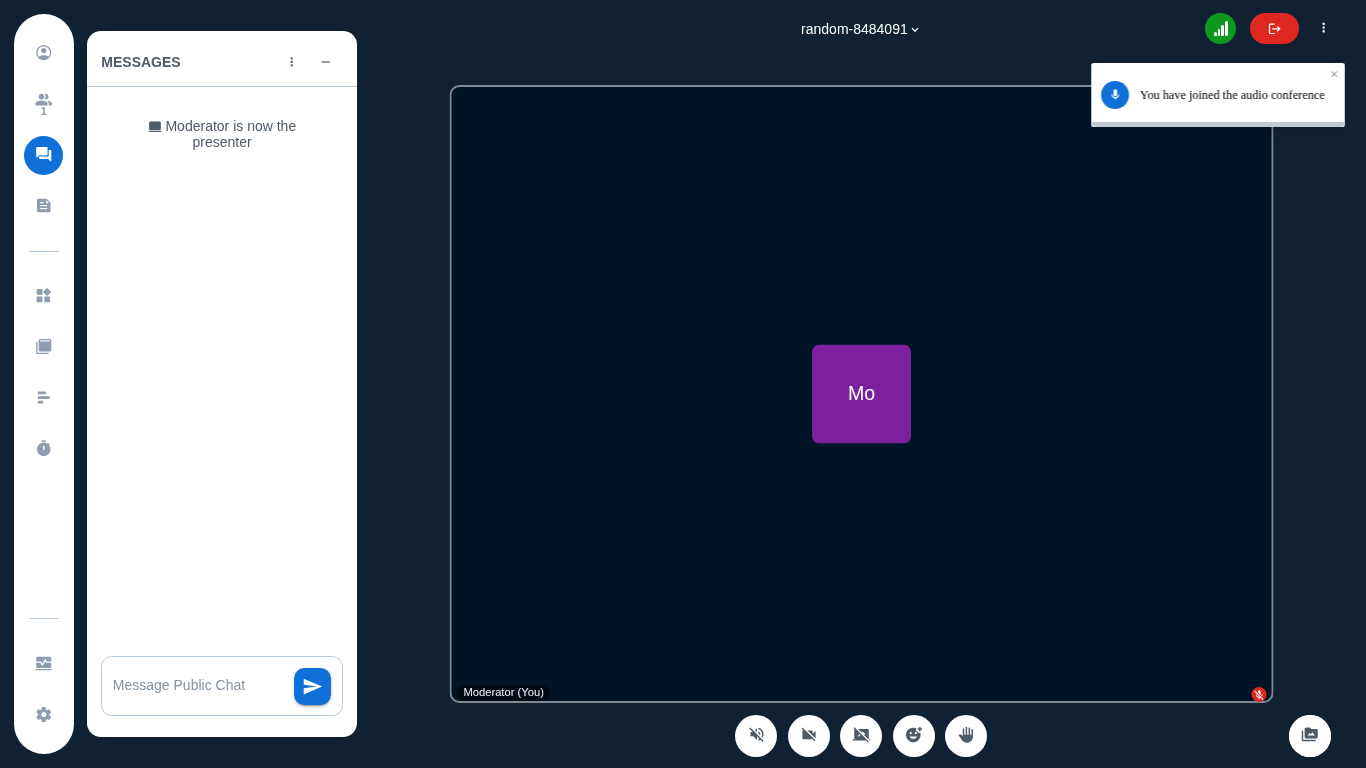 random-8484091
1
MESSAGES
Moderator is now the
presenter
You have joined the audio conference
×
Mo
Message Public Chat
Moderator (You)